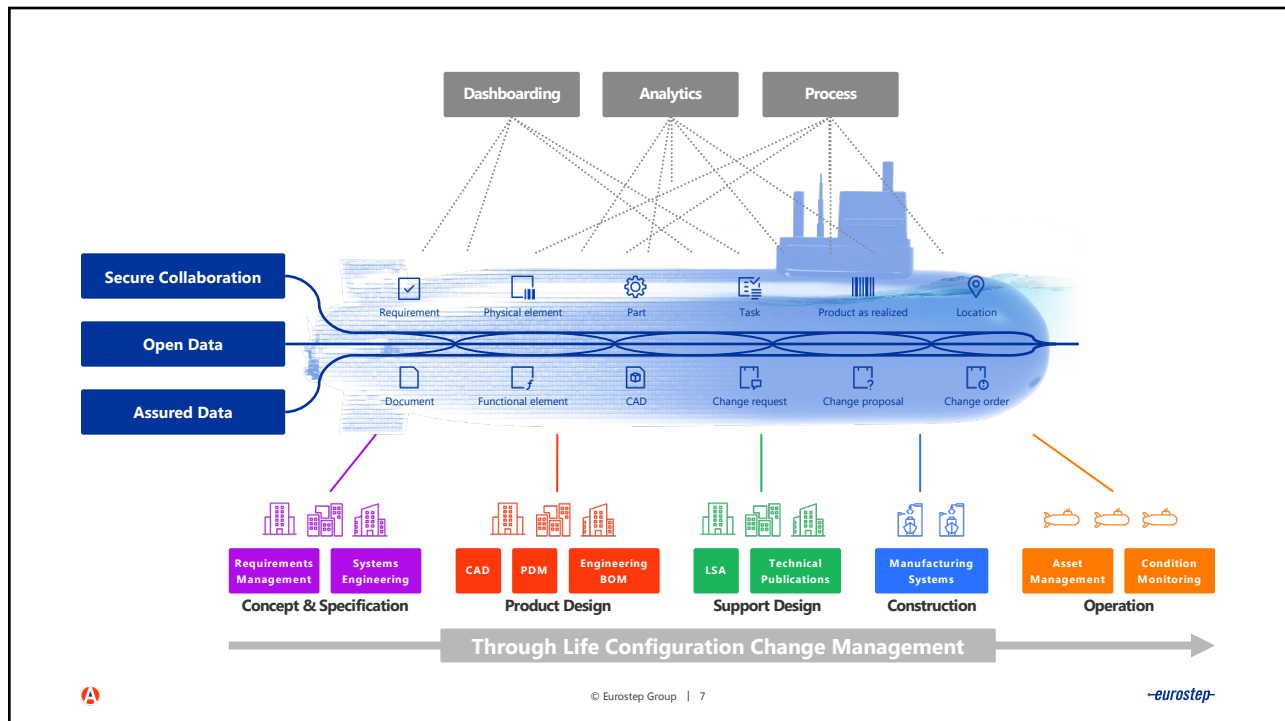 Dashboarding
Analytics
Process
Secure Collaboration
Open Data
Assured Data
Requirement
Physical element
Part
Task
Product as realized
Location
Document
Functional element
CAD
Change request
Change proposal
Change order
Requirements
Management
Systems
Engineering
CAD
PDM
Engineering
BOM
LSA
Technical
Publications
Manufacturing
Systems
Asset
Management
Condition
Monitoring
Concept & Specification
Product Design
Support Design
Construction
Operation
Through Life Configuration Change Management
© Eurostep Group | 7
eurostep